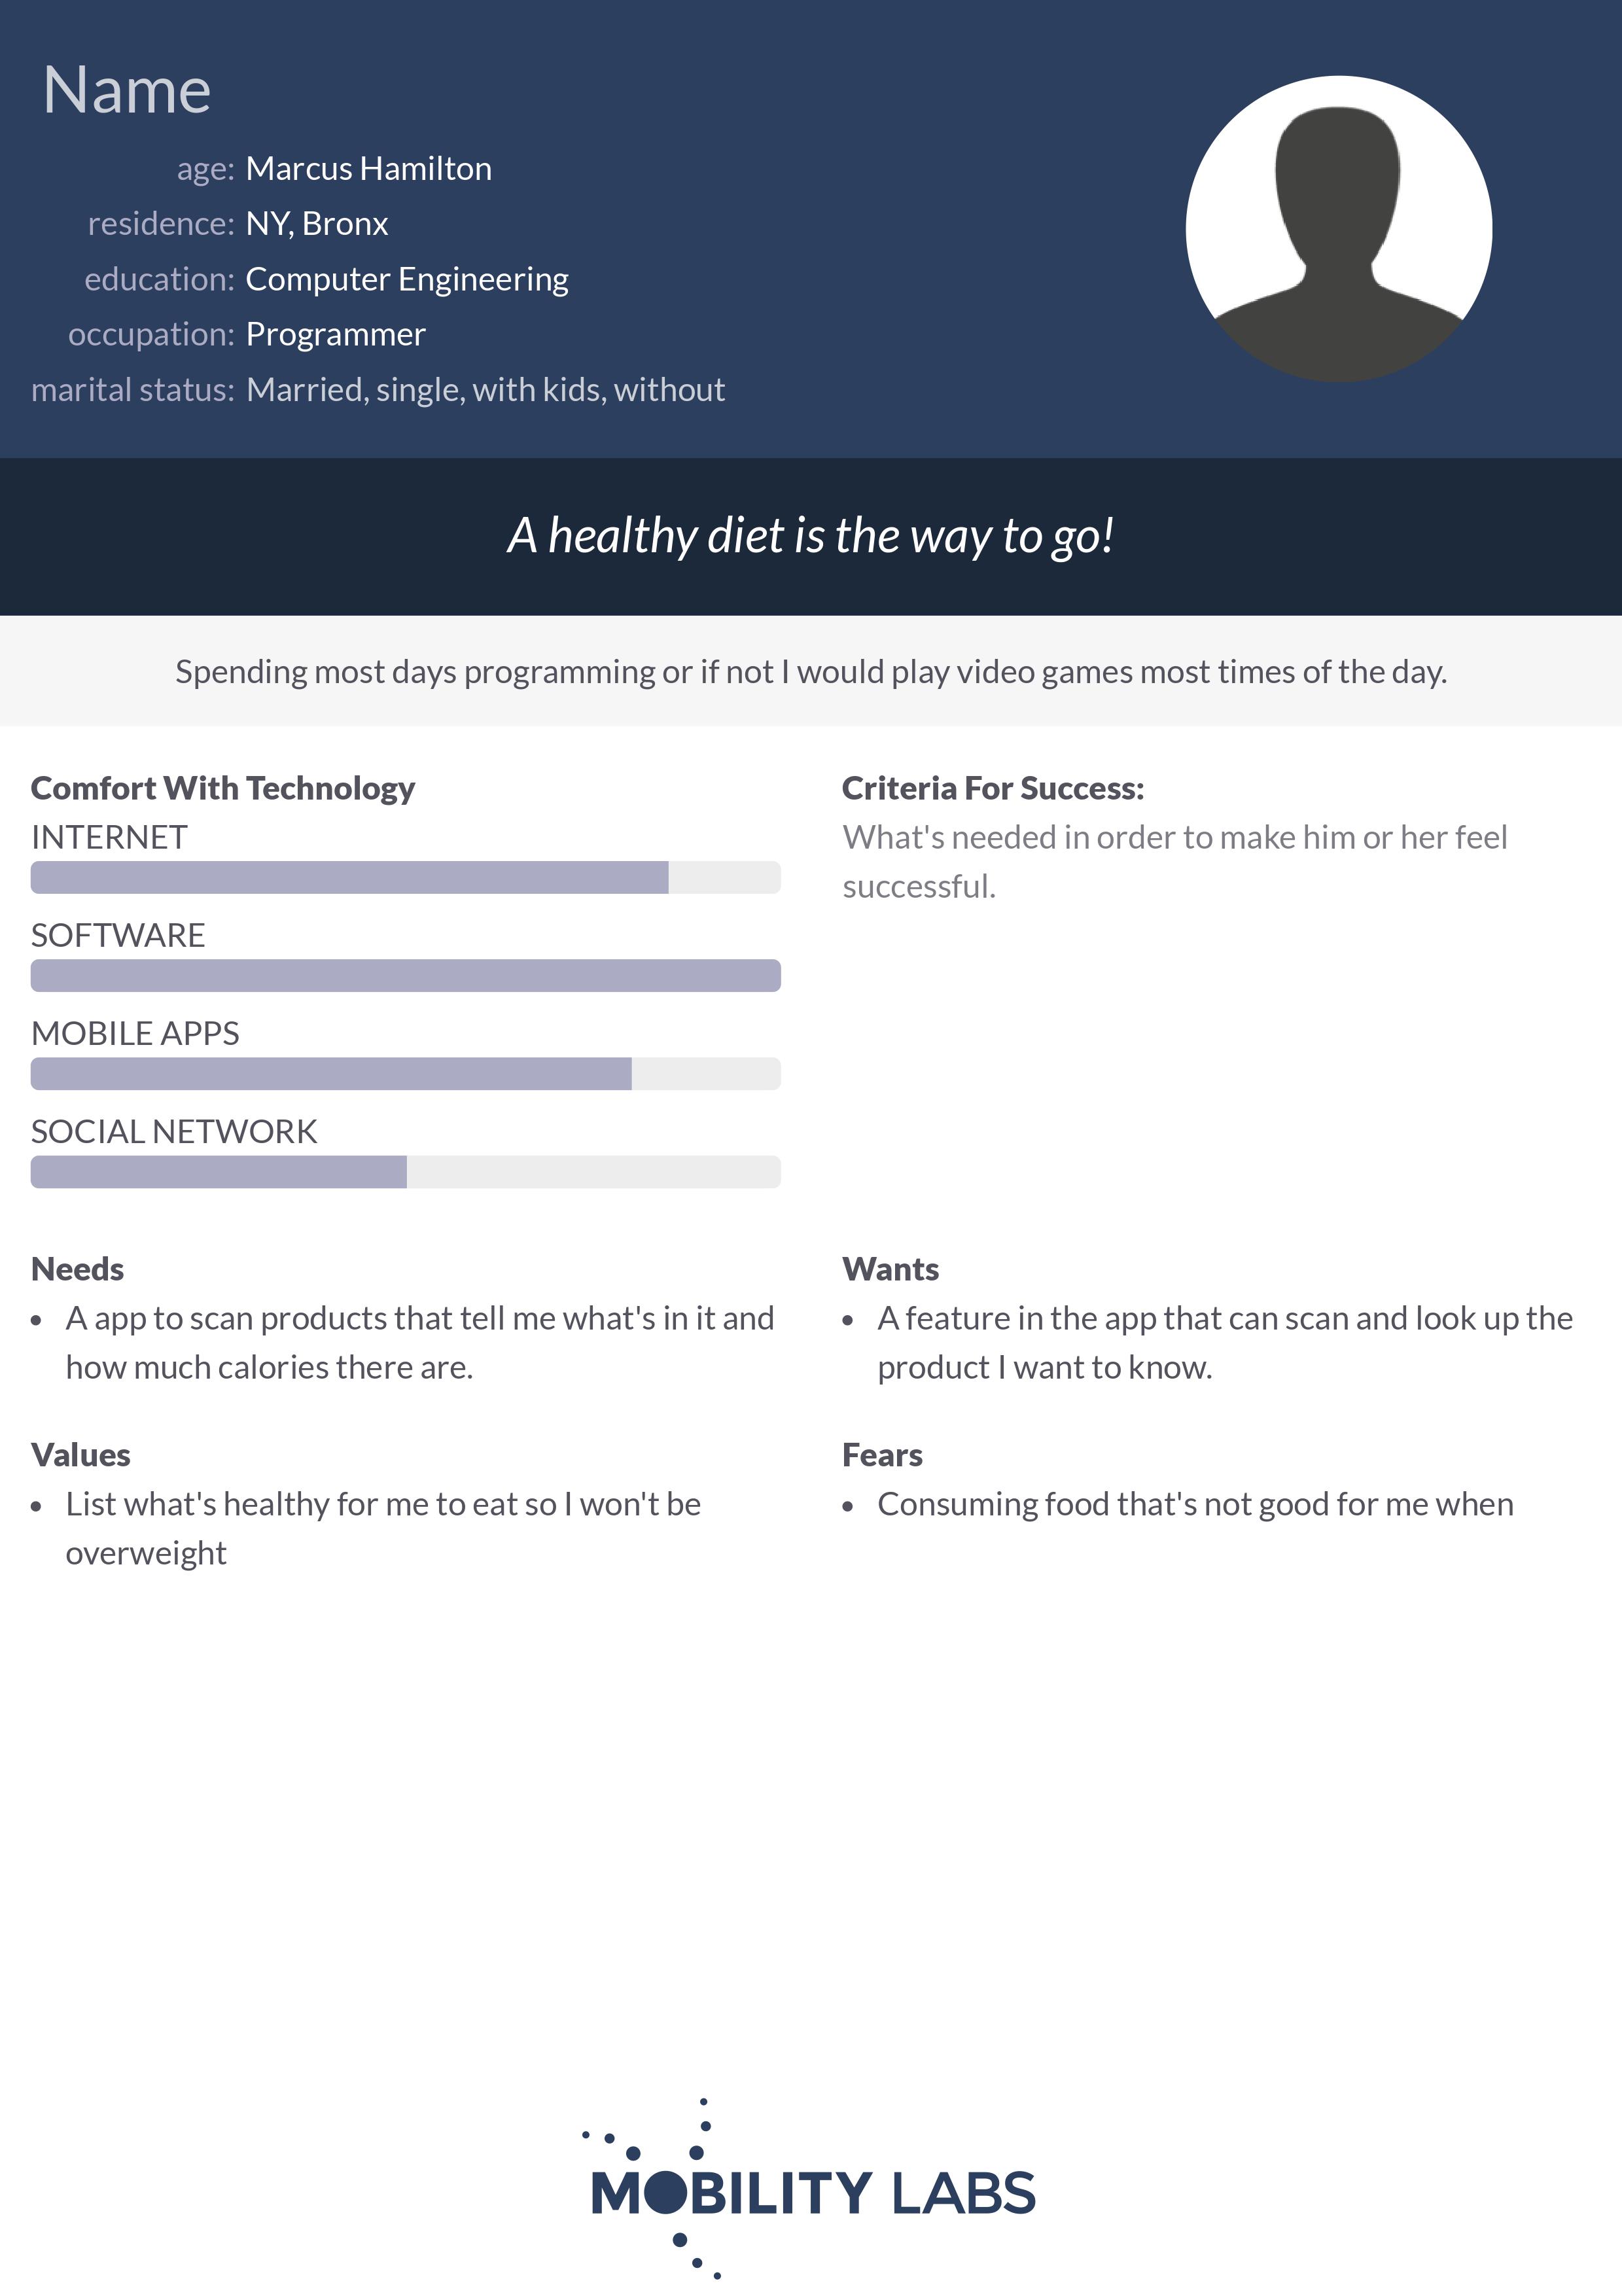 Name
age: Marcus Hamilton
residence: NY, Bronx
education: Computer Engineering
occupation: Programmer
marital status: Married, single, with kids, without
A healthy diet is the way to go!
Spending most days programming or if not I would play video games most times of the day.
Comfort With Technology
INTERNET
SOFTWARE
MOBILE APPS
SOCIAL NETWORK
Criteria For Success:
What's needed in order to make him or her feel
successful.
Needs
• A app to scan products that tell me what's in it and
how much calories there are.
Wants
• A feature in the app that can scan and look up the
product I want to know.
Values
• List what's healthy for me to eat so I won't be
overweight
Fears
• Consuming food that's not good for me when
MOBILITY LABS